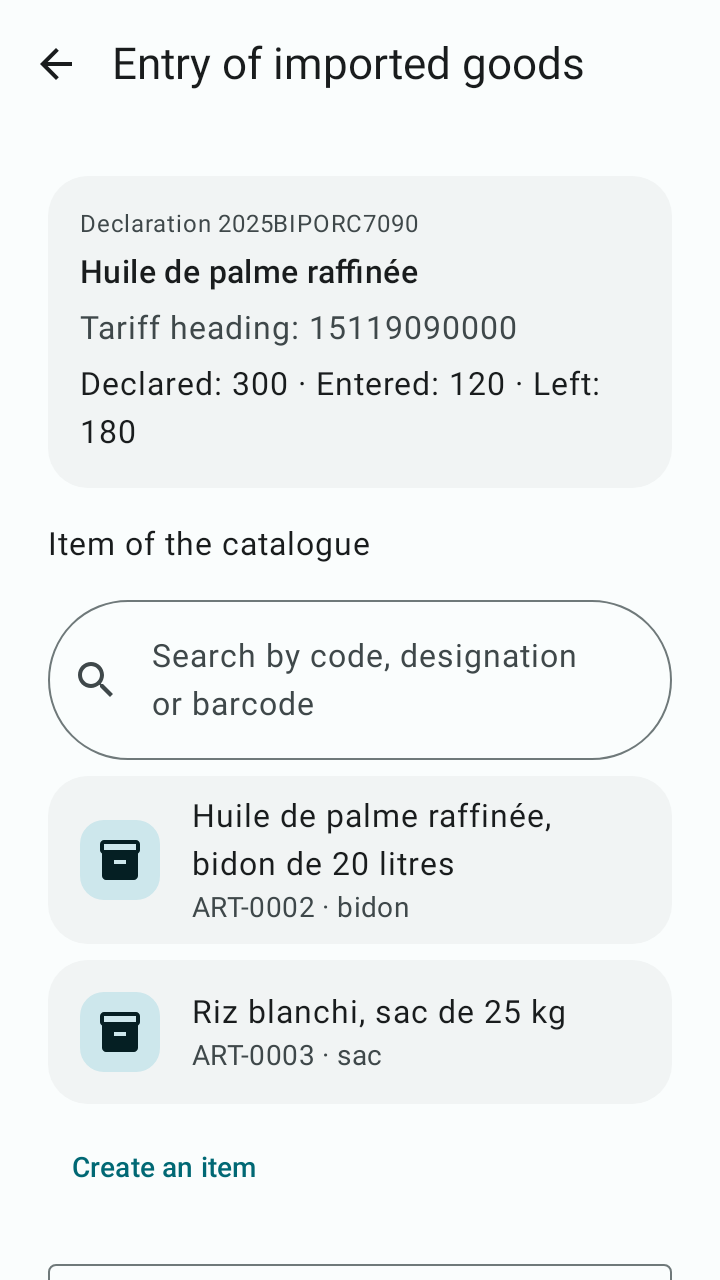 Entry of imported goods
Declaration 2025BIPORC7090
Huile de palme raffinée
Tariff heading: 15119090000
Declared: 300 · Entered: 120 · Left:
180
Item of the catalogue
Search by code, designation
or barcode
Huile de palme raffinée,
bidon de 20 litres
ART-0002 · bidon
Riz blanchi, sac de 25 kg
ART-0003 · sac
Create an item